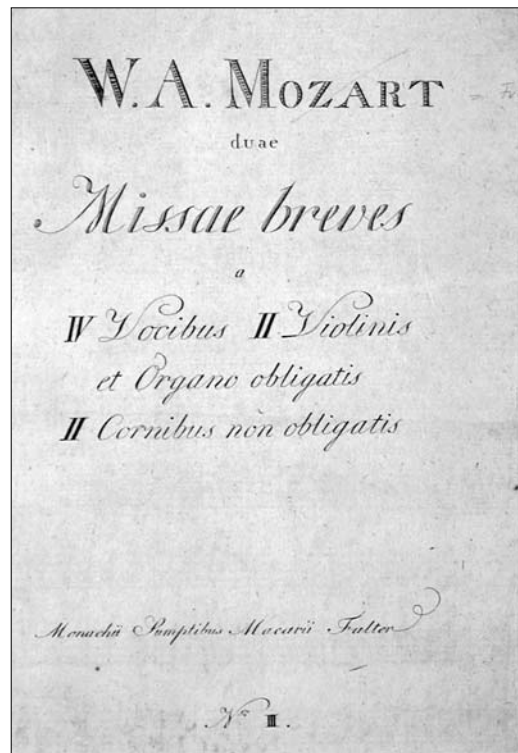 W. A. MOZART
duae
Missae breves
a
IV Vocibus II Violinis
et Organo obligatis
II Cornibus non obligatis
Monachii Sumptibus Macarii Falter
Nro II.